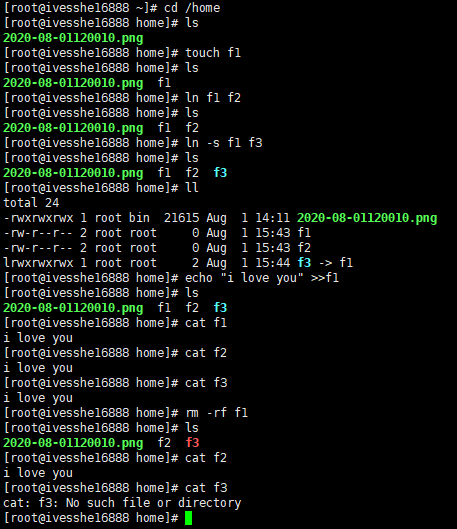 [root@ivesshe16888 ~]# cd /home
[root@ivesshe16888 home]# ls
2020-08-01120010.png
[root@ivesshe16888 home]# touch f1
[root@ivesshe16888 home]# ls
2020-08-01120010.png  f1
[root@ivesshe16888 home]# ln f1 f2
[root@ivesshe16888 home]# ls
2020-08-01120010.png  f1  f2
[root@ivesshe16888 home]# ln -s f1 f3
[root@ivesshe16888 home]# ls
2020-08-01120010.png  f1  f2  f3
[root@ivesshe16888 home]# ll
total 24
-rwxrwxrwx 1 root bin  21615 Aug  1 14:11 2020-08-01120010.png
-rw-r--r-- 2 root root     0 Aug  1 15:43 f1
-rw-r--r-- 2 root root     0 Aug  1 15:43 f2
lrwxrwxrwx 1 root root     2 Aug  1 15:44 f3 -> f1
[root@ivesshe16888 home]# echo "i love you" >>f1
[root@ivesshe16888 home]# ls
2020-08-01120010.png  f1  f2  f3
[root@ivesshe16888 home]# cat f1
i love you
[root@ivesshe16888 home]# cat f2
i love you
[root@ivesshe16888 home]# cat f3
i love you
[root@ivesshe16888 home]# rm -rf f1
[root@ivesshe16888 home]# ls
2020-08-01120010.png  f2  f3
[root@ivesshe16888 home]# cat f2
i love you
[root@ivesshe16888 home]# cat f3
cat: f3: No such file or directory
[root@ivesshe16888 home]#